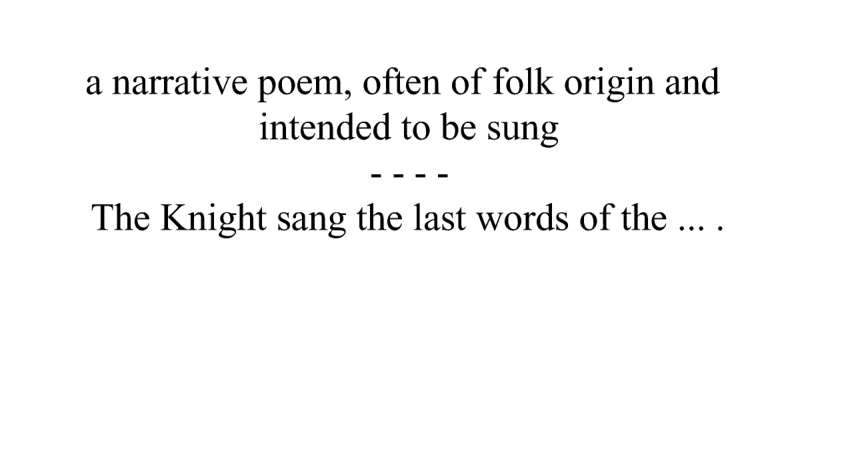 a narrative poem, often of folk origin and
intended to be sung
- - - -
The Knight sang the last words of the ... .